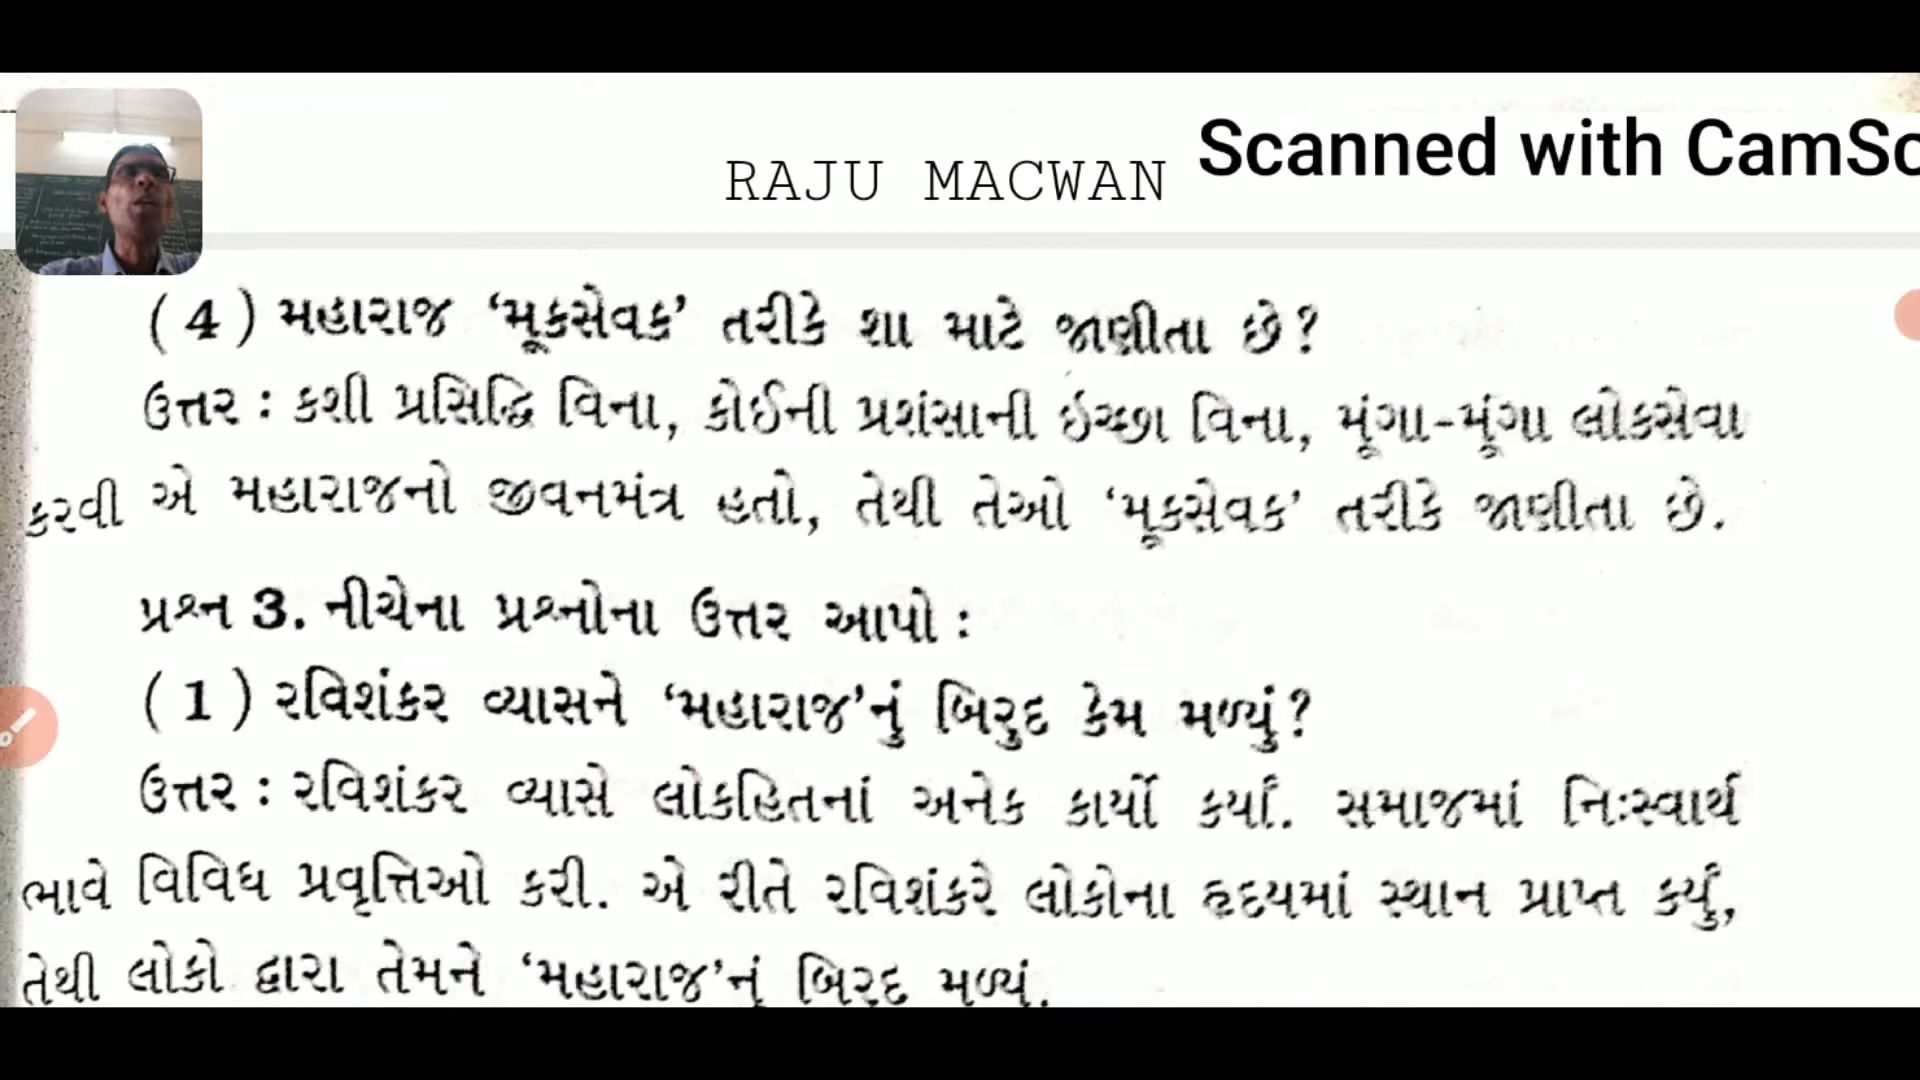 Scanned with CamSc
RAJU MACWAN
(4) મહારાજ ‘મૂકસેવક’ તરીકે શા માટે જાણીતા છે?
ઉત્તર : કશી પ્રસિદ્ધિ વિના, કોઈની પ્રશંસાની ઇચ્છા વિના, મૂંગા-મૂંગા લોકસેવા
કરવી એ મહારાજનો જીવનમંત્ર હતો, તેથી તેઓ ‘મૂકસેવક’ તરીકે જાણીતા છે.
પ્રશ્ન 3. નીચેના પ્રશ્નોના ઉત્તર આપો :
(1) રવિશંકર વ્યાસને ‘મહારાજ’નું બિરુદ કેમ મળ્યું?
ઉત્તર : રવિશંકર વ્યાસે લોકહિતનાં અનેક કાર્યો કર્યાં. સમાજમાં નિઃસ્વાર્થ
ભાવે વિવિધ પ્રવૃત્તિઓ કરી. એ રીતે રવિશંકરે લોકોના હૃદયમાં સ્થાન પ્રાપ્ત કર્યું,
તેથી લોકો દ્વારા તેમને ‘મહારાજ’નું બિરુદ મળ્યું.